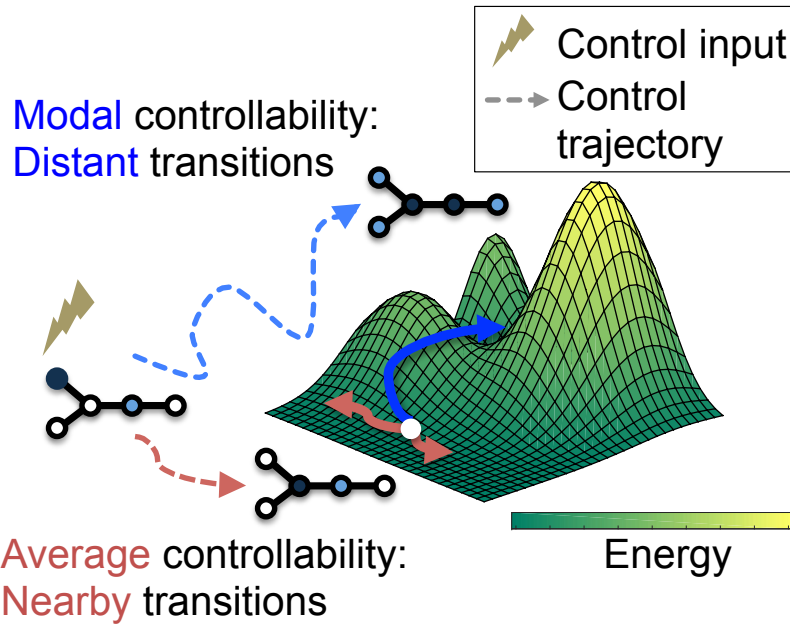 Control input
Control
trajectory
Modal controllability:
Distant transitions
Average controllability:
Nearby transitions
Energy